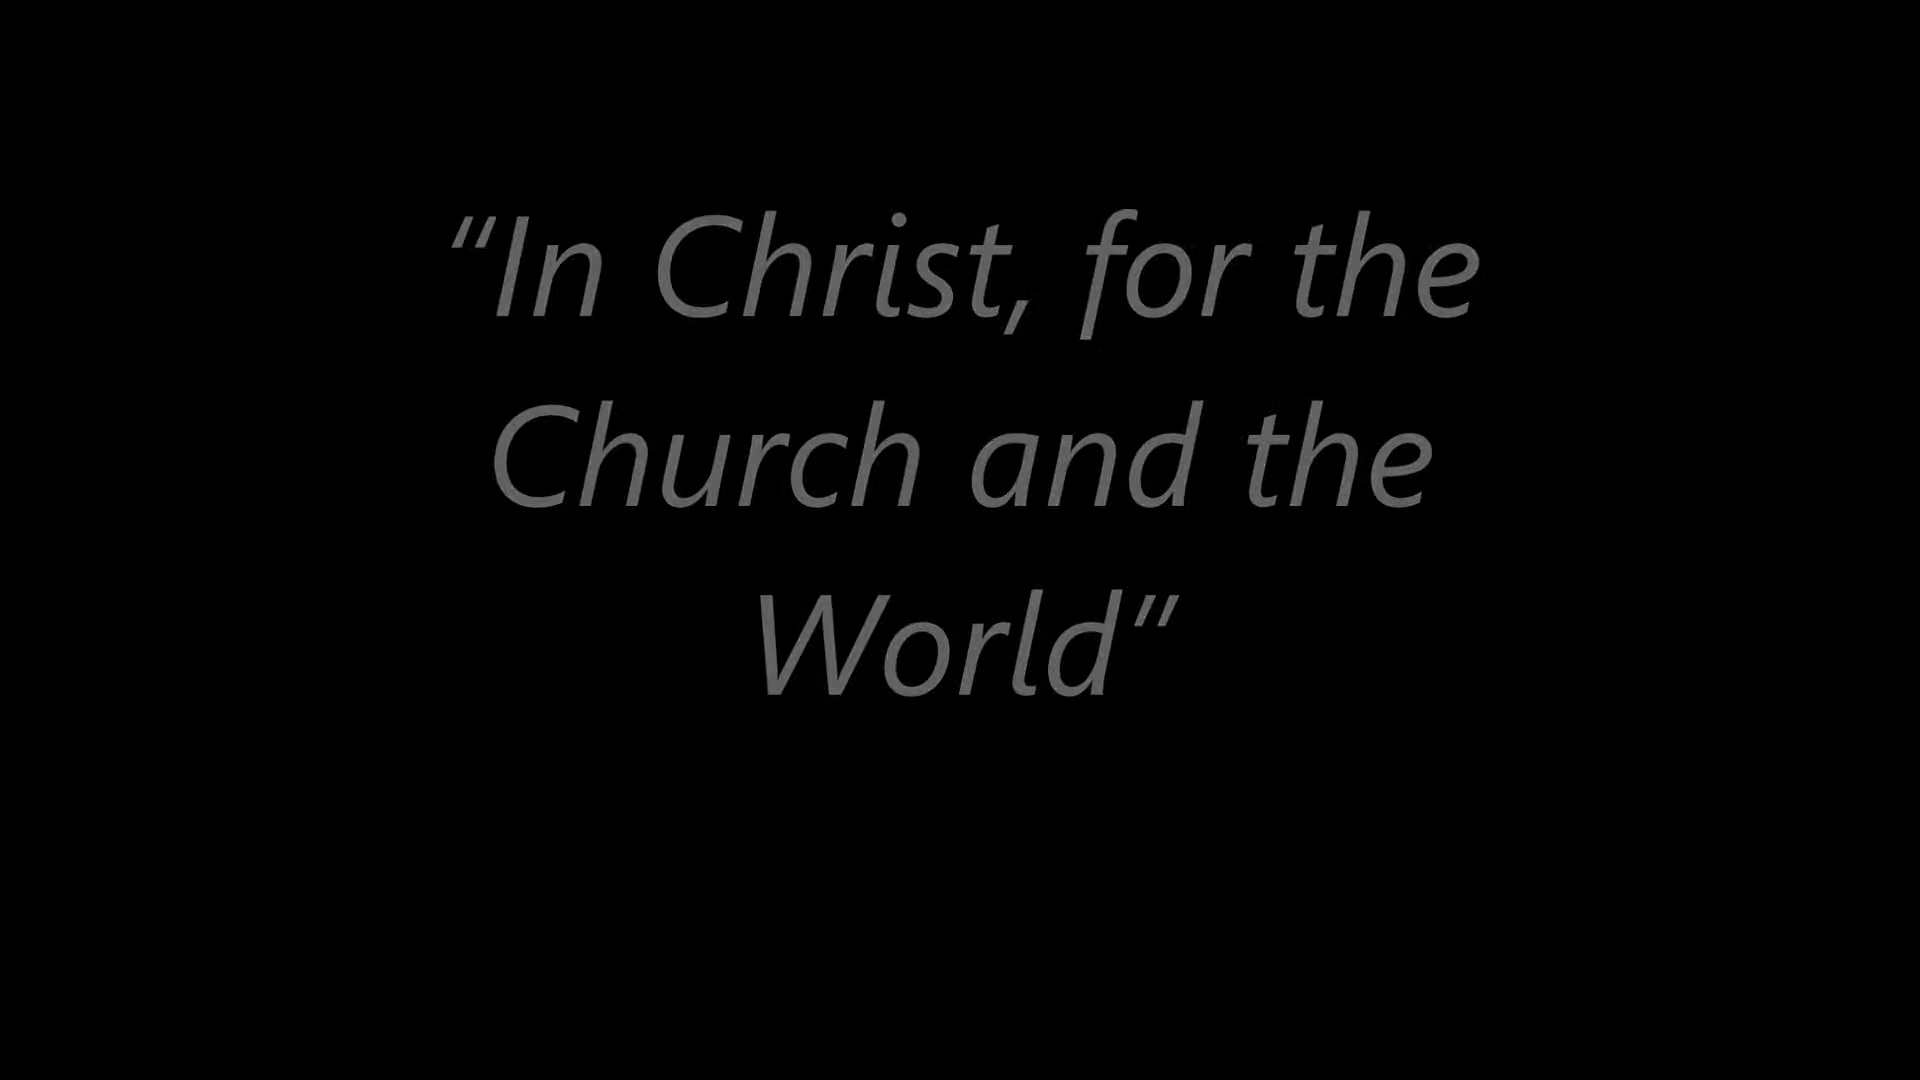 “In Christ, for the
Church and the
World”